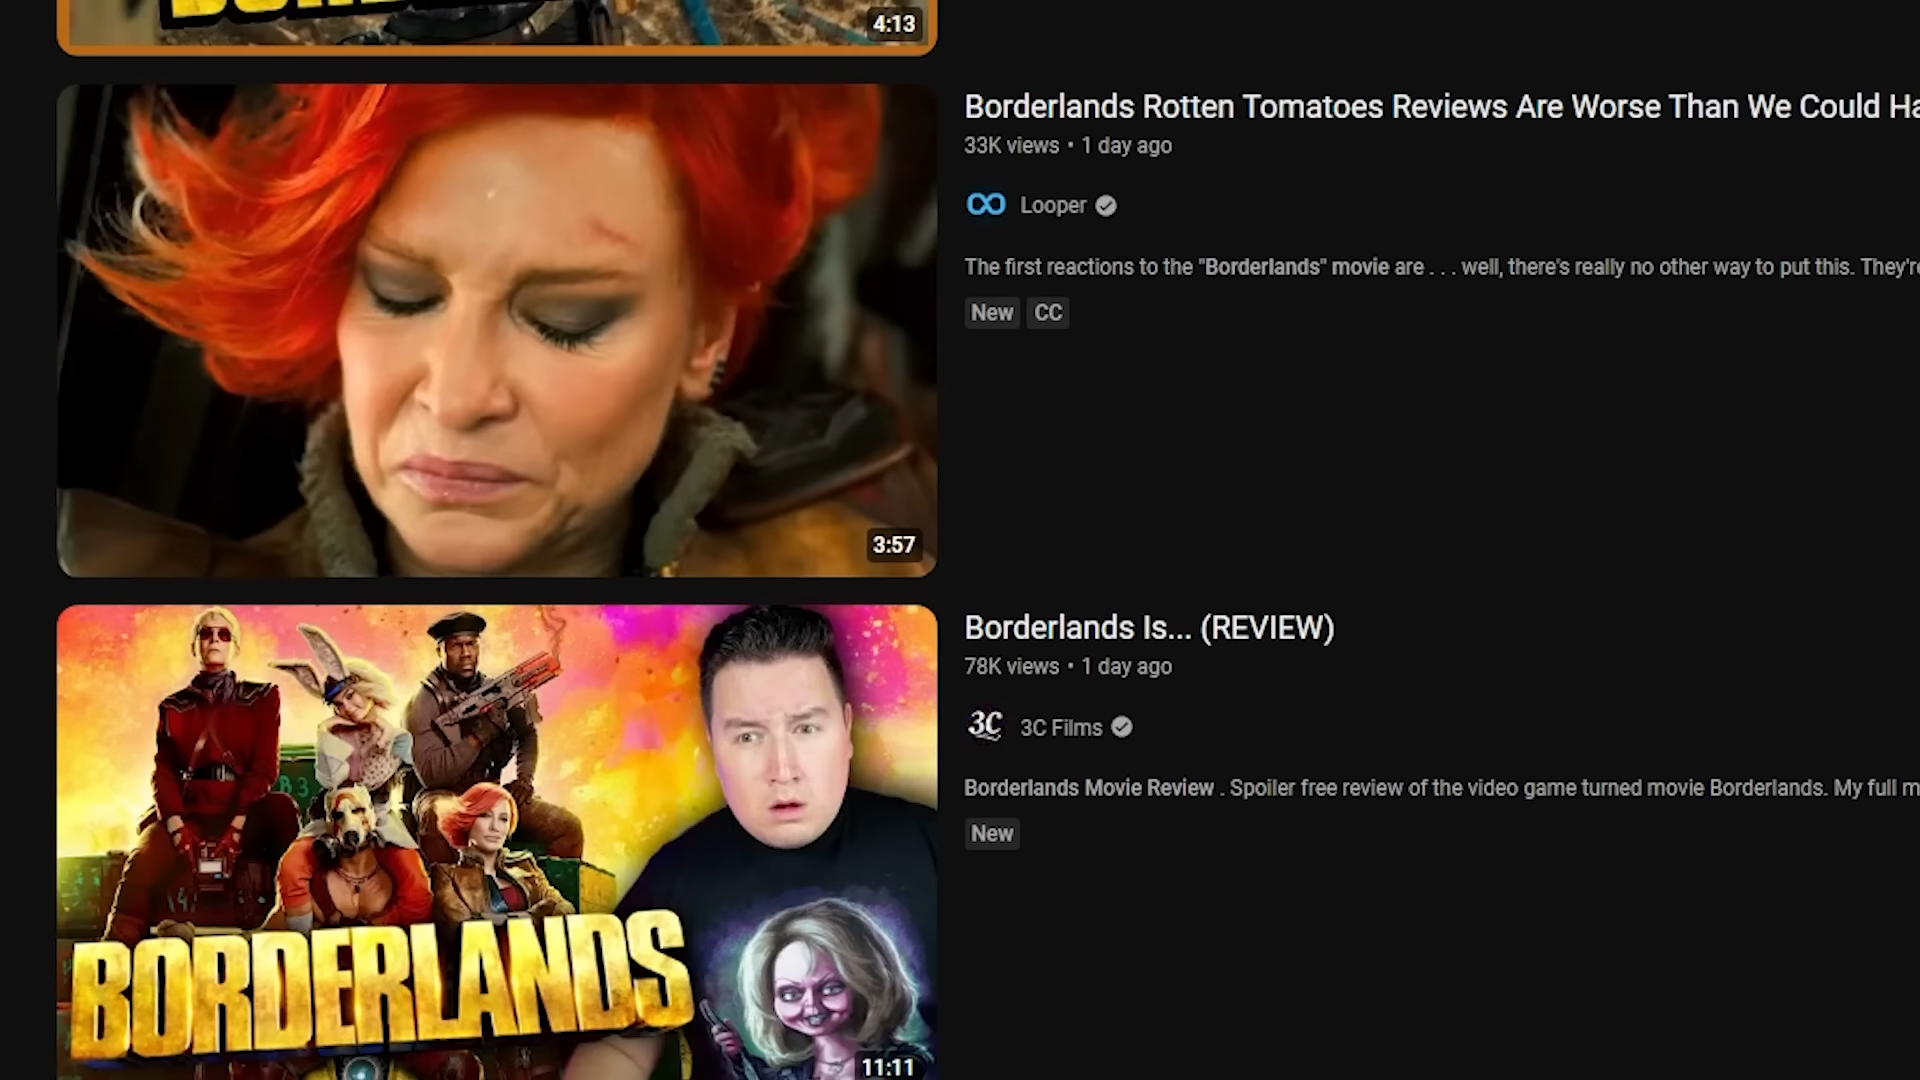 4:13
Borderlands Rotten Tomatoes Reviews Are Worse Than We Could Ha
33K views • 1 day ago
Looper
The first reactions to the "Borderlands" movie are . . . well, there's really no other way to put this. They're
New CC
3:57
Borderlands Is... (REVIEW)
78K views • 1 day ago
3C 3C Films
Borderlands Movie Review . Spoiler free review of the video game turned movie Borderlands. My full m
New
BORDERLANDS
11:11